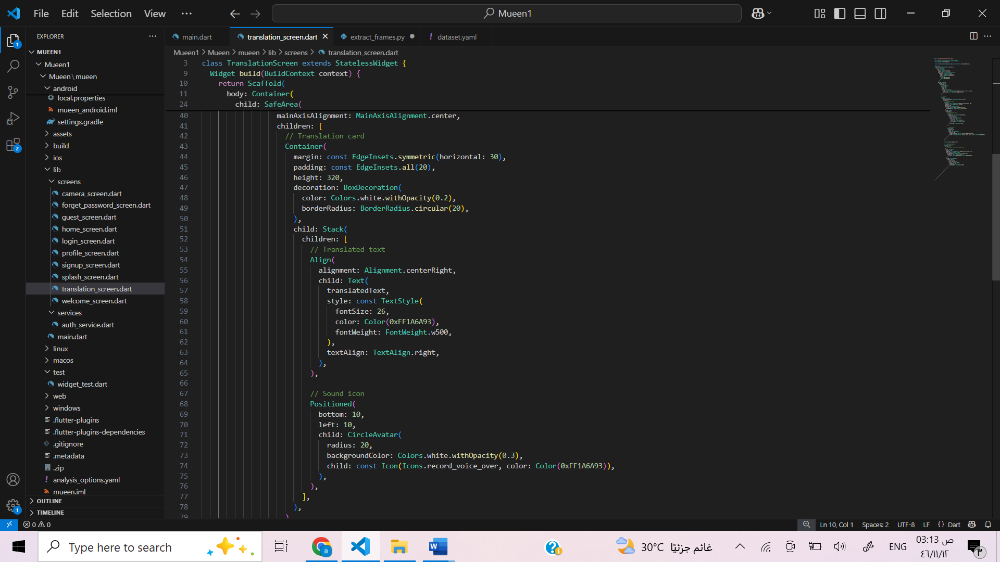 File Edit Selection View ...
Mueen1
EXPLORER
MUEEN1
Mueen1
Mueen\mueen
android
local.properties
mueen_android.iml
settings.gradle
assets
build
ios
lib
screens
camera_screen.dart
forget_password_screen.dart
guest_screen.dart
home_screen.dart
login_screen.dart
profile_screen.dart
signup_screen.dart
splash_screen.dart
translation_screen.dart
welcome_screen.dart
services
auth_service.dart
main.dart
linux
macos
test
widget_test.dart
web
windows
.flutter-plugins
.flutter-plugins-dependencies
.gitignore
.metadata
.zip
analysis_options.yaml
mueen.iml
OUTLINE
TIMELINE
1
2
1
main.dart translation_screen.dart extract_frames.py dataset.yaml
Mueen1 > Mueen > mueen > lib > screens > translation_screen.dart
3 class TranslationScreen extends StatelessWidget {
9 Widget build(BuildContext context) {
10 return Scaffold(
11 body: Container(
24 child: SafeArea(
40 mainAxisAlignment: MainAxisAlignment.center,
41 children: [
42 // Translation card
43 Container(
44 margin: const EdgeInsets.symmetric(horizontal: 30),
45 padding: const EdgeInsets.all(20),
46 height: 320,
47 decoration: BoxDecoration(
48 color: Colors.white.withOpacity(0.2),
49 borderRadius: BorderRadius.circular(20),
50 ),
51 child: Stack(
52 children: [
53 // Translated text
54 Align(
55 alignment: Alignment.centerRight,
56 child: Text(
57 translatedText,
58 style: const TextStyle(
59 fontSize: 26,
60 color: Color(0xFF1A6A93),
61 fontWeight: FontWeight.w500,
62 ),
63 textAlign: TextAlign.right,
64 ),
65 ),
66
67 // Sound icon
68 Positioned(
69 bottom: 10,
70 left: 10,
71 child: CircleAvatar(
72 radius: 20,
73 backgroundColor: Colors.white.withOpacity(0.3),
74 child: const Icon(Icons.record_voice_over, color: Color(0xFF1A6A93)),
75 ),
76 ),
77 ],
78 ),
79 )
0 0 Ln 10, Col 1 Spaces: 2 UTF-8 LF {} Dart
Type here to search
30°C غائم جزئيًا
ENG
03:13 ص
٤٦/١١/١٢
٣